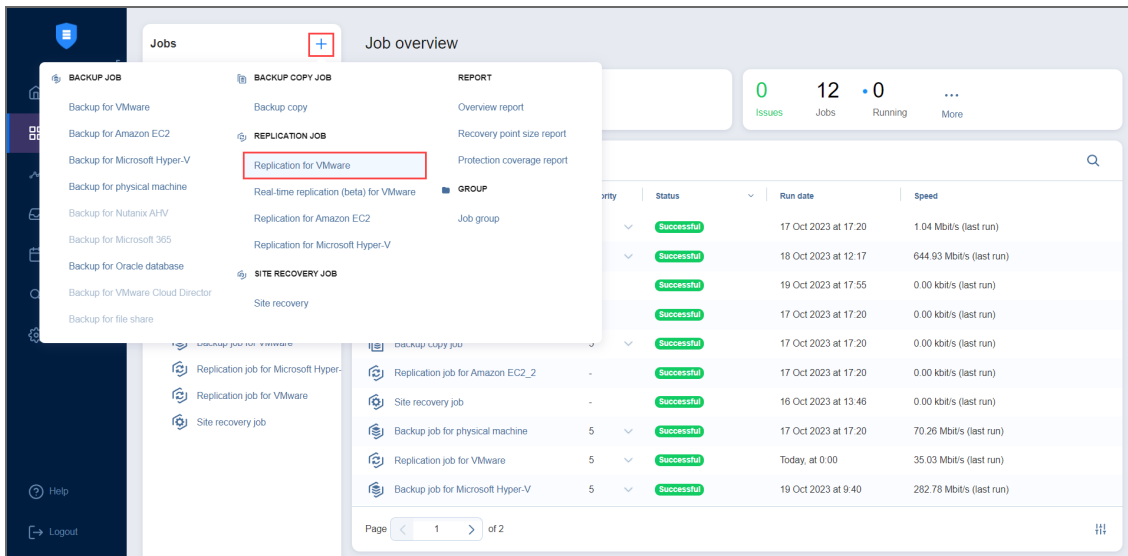 Jobs
+
Job overview
BACKUP JOB
Backup for VMware
Backup for Amazon EC2
Backup for Microsoft Hyper-V
Backup for physical machine
Backup for Nutanix AHV
Backup for Microsoft 365
Backup for Oracle database
Backup for VMware Cloud Director
Backup for file share
BACKUP COPY JOB
Backup copy
REPLICATION JOB
Replication for VMware
Real-time replication (beta) for VMware
Replication for Amazon EC2
Replication for Microsoft Hyper-V
SITE RECOVERY JOB
Site recovery
REPORT
Overview report
Recovery point size report
Protection coverage report
GROUP
Job group
0 12 0 ...
Issues Jobs Running More
Status Run date Speed
Successful 17 Oct 2023 at 17:20 1.04 Mbit/s (last run)
Successful 18 Oct 2023 at 12:17 644.93 Mbit/s (last run)
Successful 19 Oct 2023 at 17:55 0.00 kbit/s (last run)
Successful 17 Oct 2023 at 17:20 0.00 kbit/s (last run)
Backup copy job 5 Successful 17 Oct 2023 at 17:20 0.00 kbit/s (last run)
Replication job for Amazon EC2_2 - Successful 17 Oct 2023 at 17:20 0.00 kbit/s (last run)
Site recovery job - Successful 16 Oct 2023 at 13:46 0.00 kbit/s (last run)
Backup job for physical machine 5 Successful 17 Oct 2023 at 17:20 70.26 Mbit/s (last run)
Replication job for VMware 5 Successful Today, at 0:00 35.03 Mbit/s (last run)
Backup job for Microsoft Hyper-V 5 Successful 19 Oct 2023 at 9:40 282.78 Mbit/s (last run)
Backup job for VMware
Replication job for Microsoft Hyper-
Replication job for VMware
Site recovery job
Help
Logout
Page < 1 > of 2